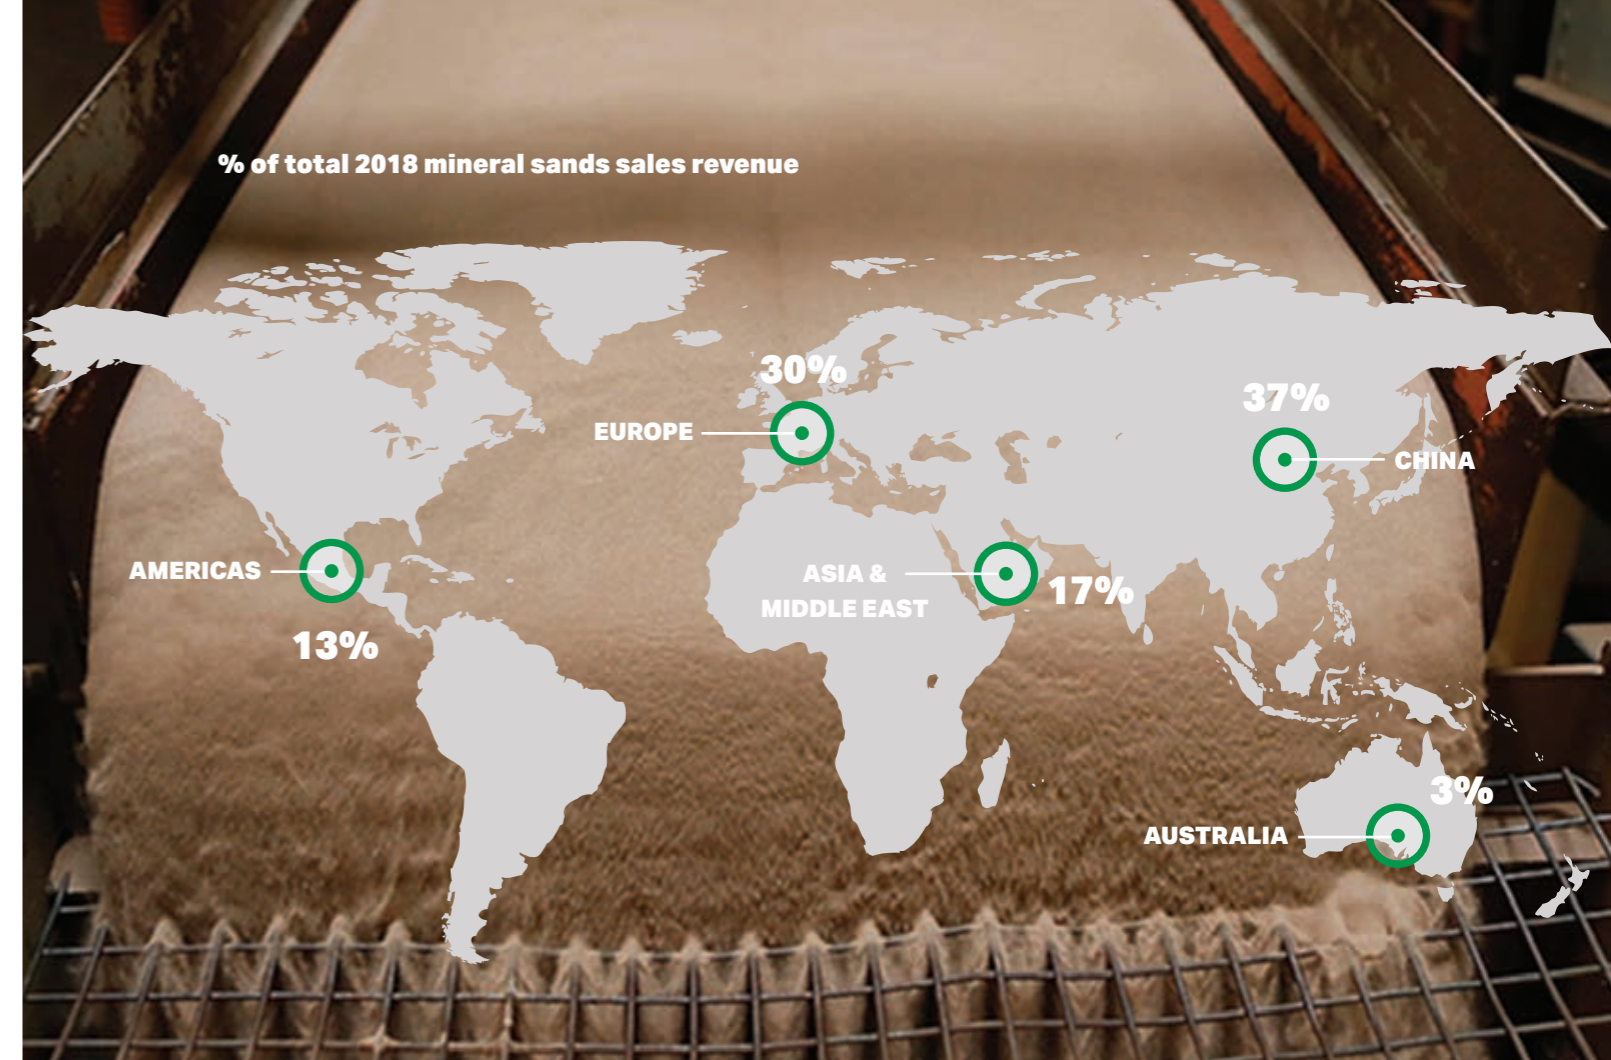 % of total 2018 mineral sands sales revenue
30%
EUROPE
37%
CHINA
AMERICAS
13%
ASIA &
MIDDLE EAST
17%
3%
AUSTRALIA